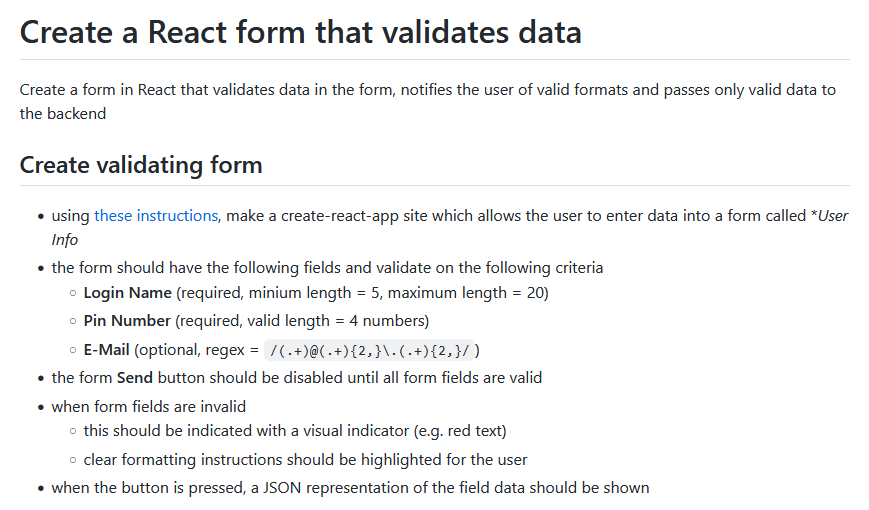 Create a React form that validates data
Create a form in React that validates data in the form, notifies the user of valid formats and passes only valid data to
the backend
Create validating form
• using these instructions, make a create-react-app site which allows the user to enter data into a form called *User
Info
• the form should have the following fields and validate on the following criteria
○ Login Name (required, minium length = 5, maximum length = 20)
○ Pin Number (required, valid length = 4 numbers)
○ E-Mail (optional, regex = /(.+)@(.+){2,}\.(.+){2,}/ )
• the form Send button should be disabled until all form fields are valid
• when form fields are invalid
○ this should be indicated with a visual indicator (e.g. red text)
○ clear formatting instructions should be highlighted for the user
• when the button is pressed, a JSON representation of the field data should be shown